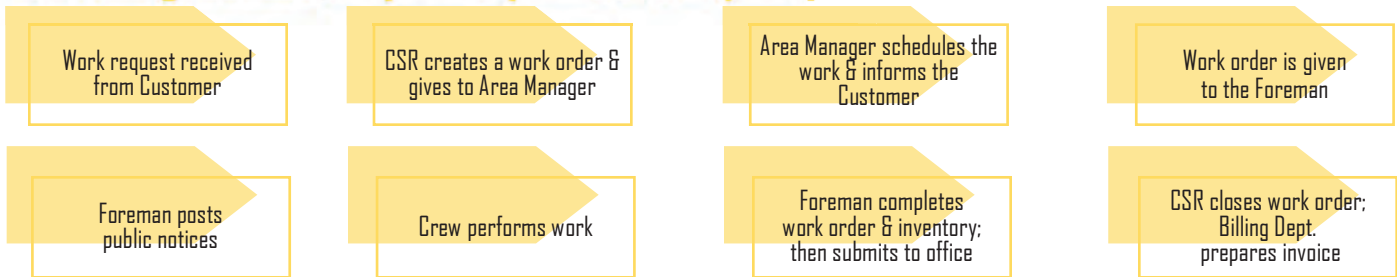 Work request received
from Customer
CSR creates a work order &
gives to Area Manager
Area Manager schedules the
work & informs the
Customer
Work order is given
to the Foreman
Foreman posts
public notices
Crew performs work
Foreman completes
work order & inventory;
then submits to office
CSR closes work order;
Billing Dept.
prepares invoice